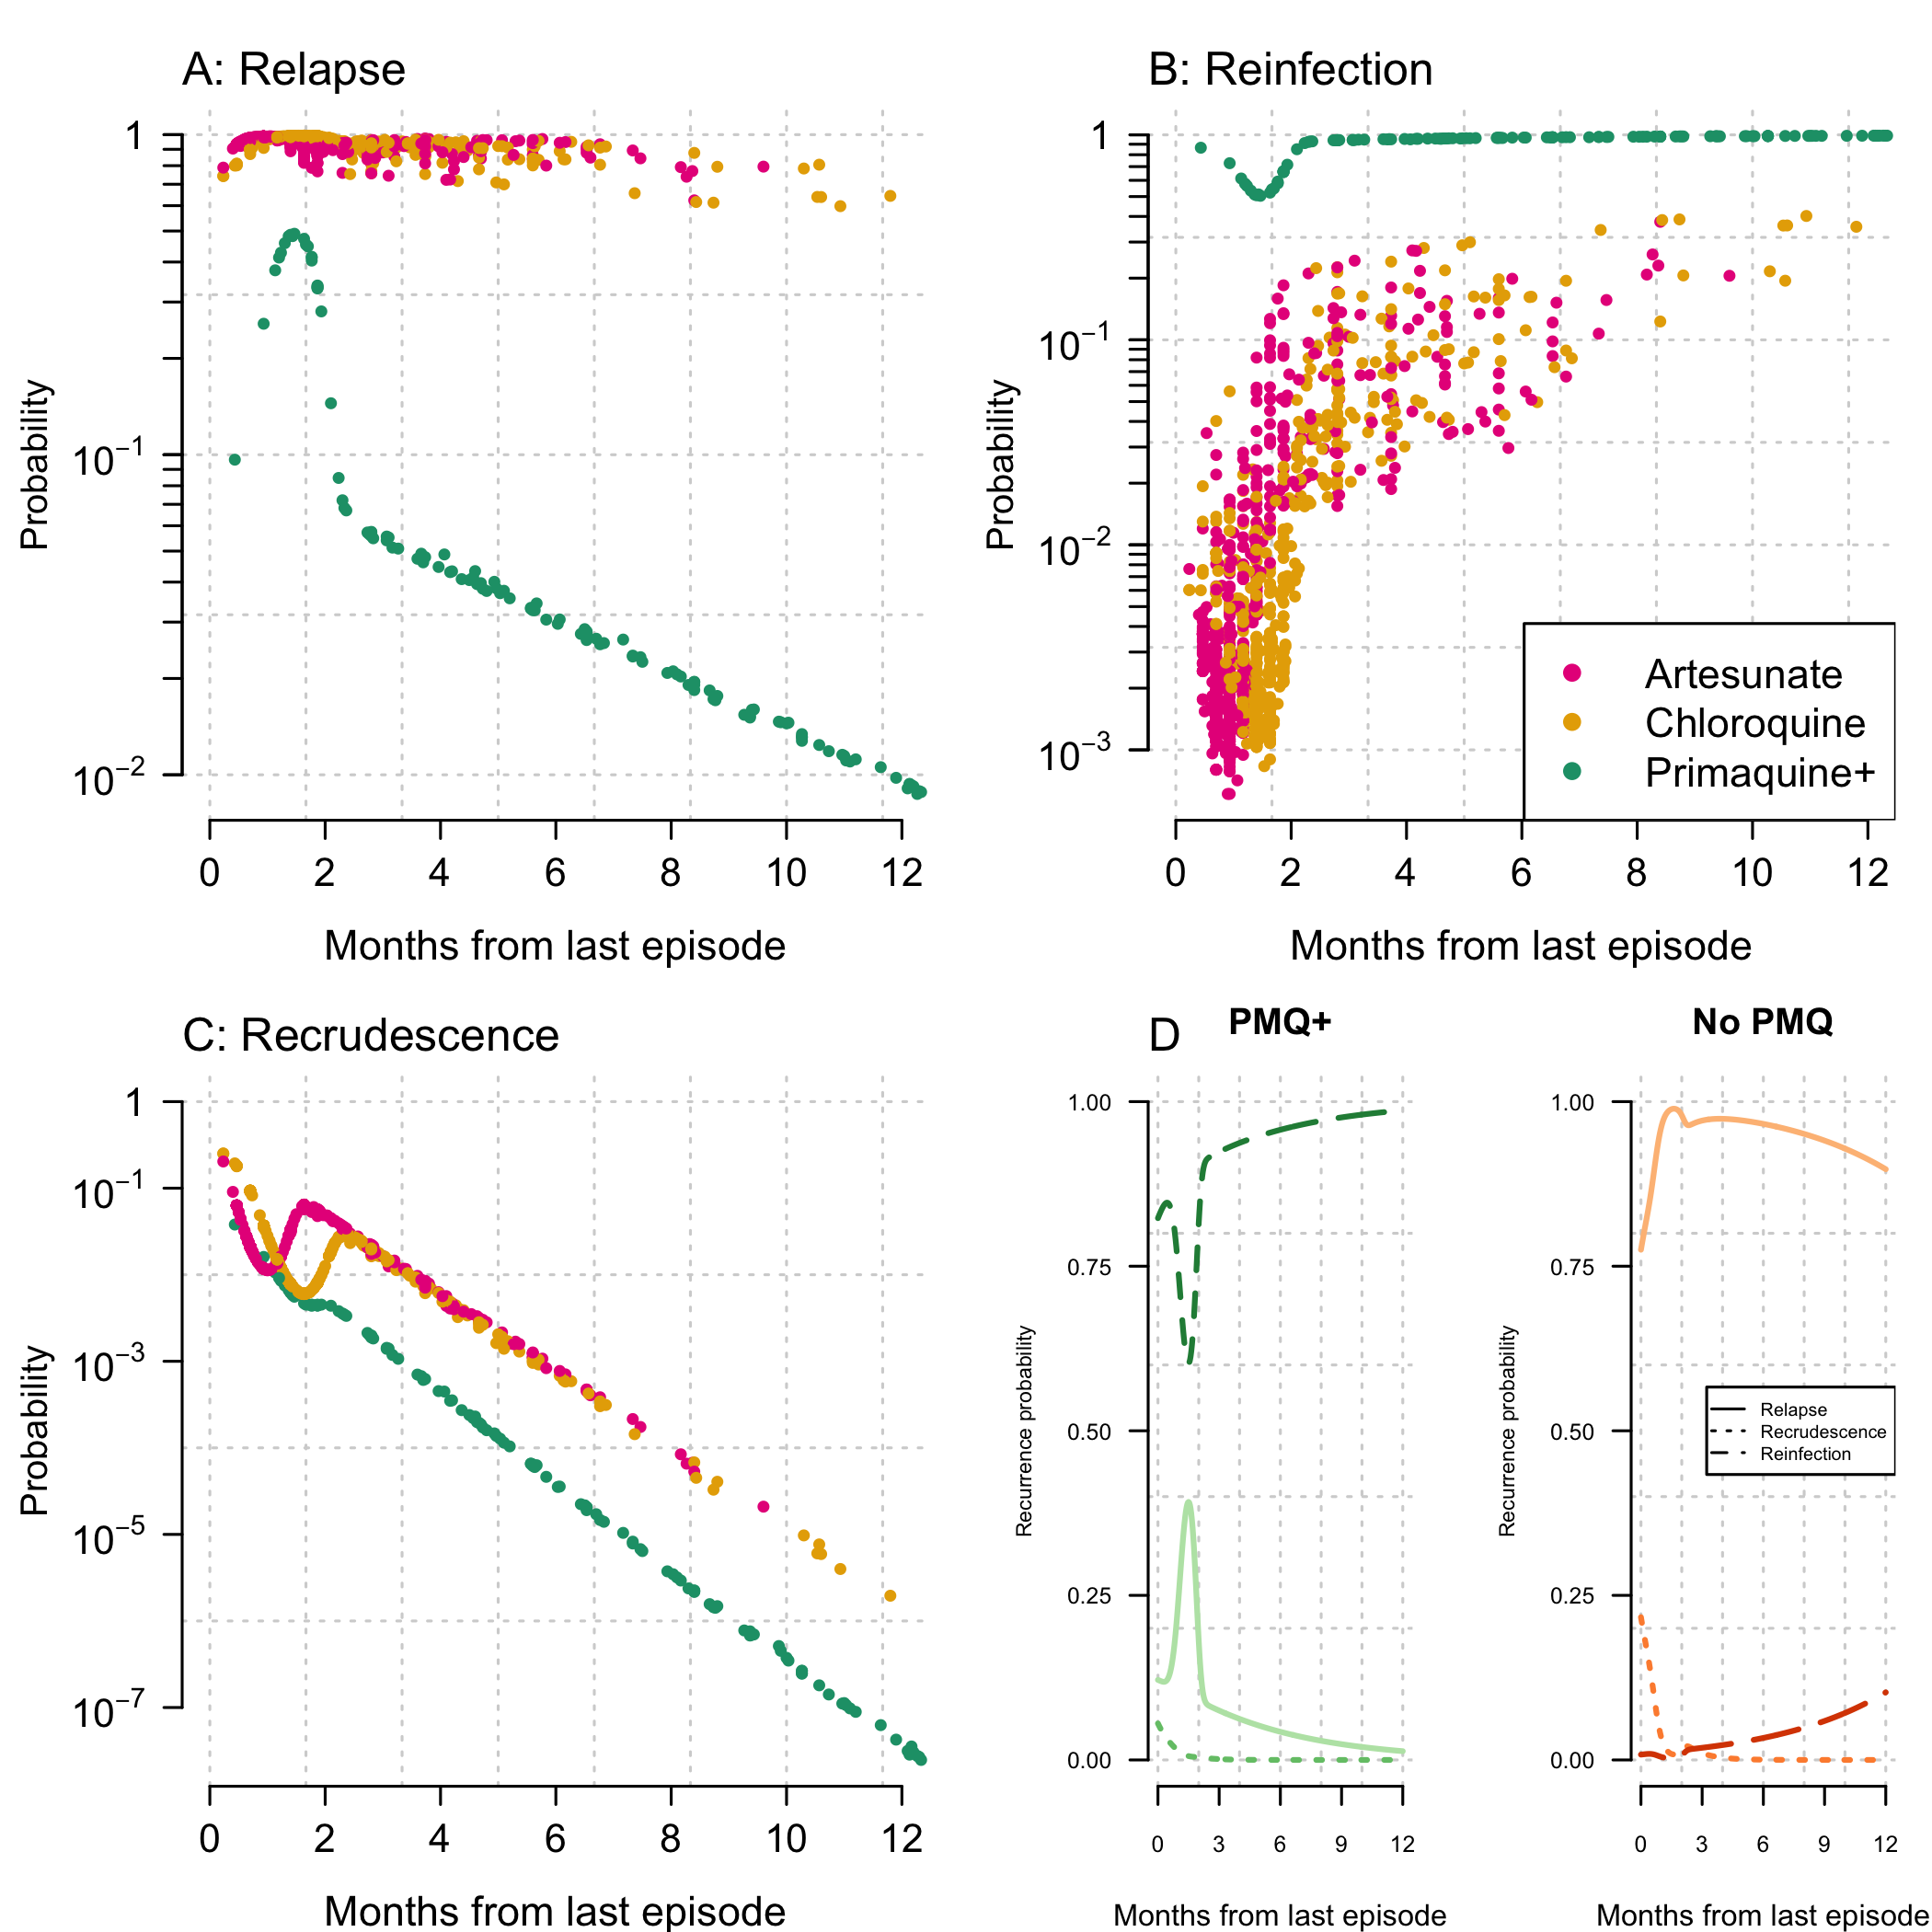 A: Relapse
1
10−1
10−2
Probability
0 2 4 6 8 10 12
Months from last episode
B: Reinfection
1
10−1
10−2
10−3
Probability
Artesunate
Chloroquine
Primaquine+
0 2 4 6 8 10 12
Months from last episode
C: Recrudescence
1
10−1
10−3
10−5
10−7
Probability
0 2 4 6 8 10 12
Months from last episode
D
PMQ+
1.00
0.75
0.50
0.25
0.00
Recurrence probability
0 3 6 9 12
Months from last episode
No PMQ
1.00
0.75
0.50
0.25
0.00
Recurrence probability
Relapse
Recrudescence
Reinfection
0 3 6 9 12
Months from last episode